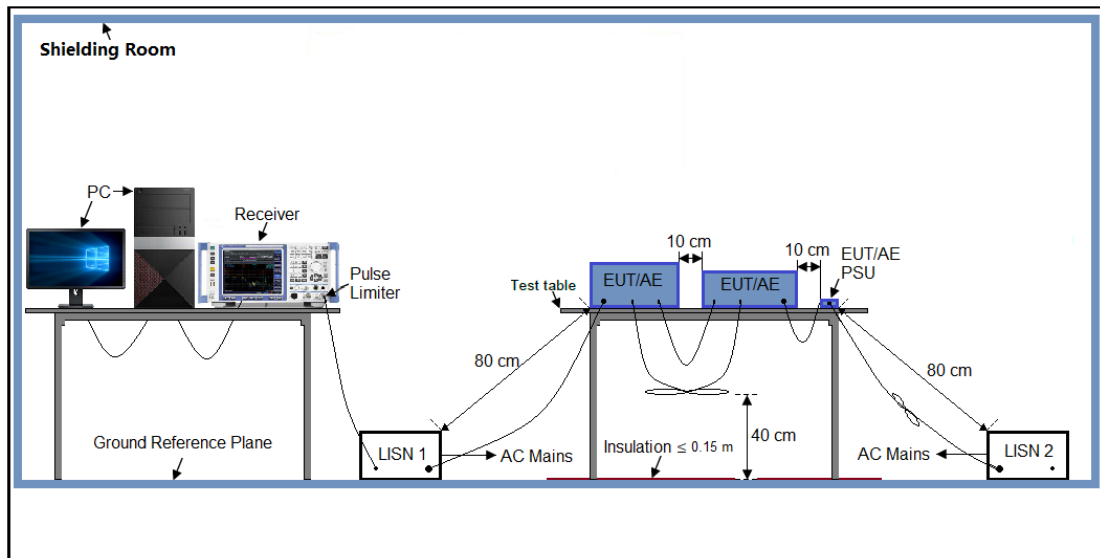 Shielding Room
PC
Receiver
Pulse
Limiter
10 cm
10 cm
EUT/AE
PSU
EUT/AE
EUT/AE
Test table
80 cm
80 cm
40 cm
Ground Reference Plane
LISN 1
AC Mains
Insulation ≤ 0.15 m
AC Mains
LISN 2